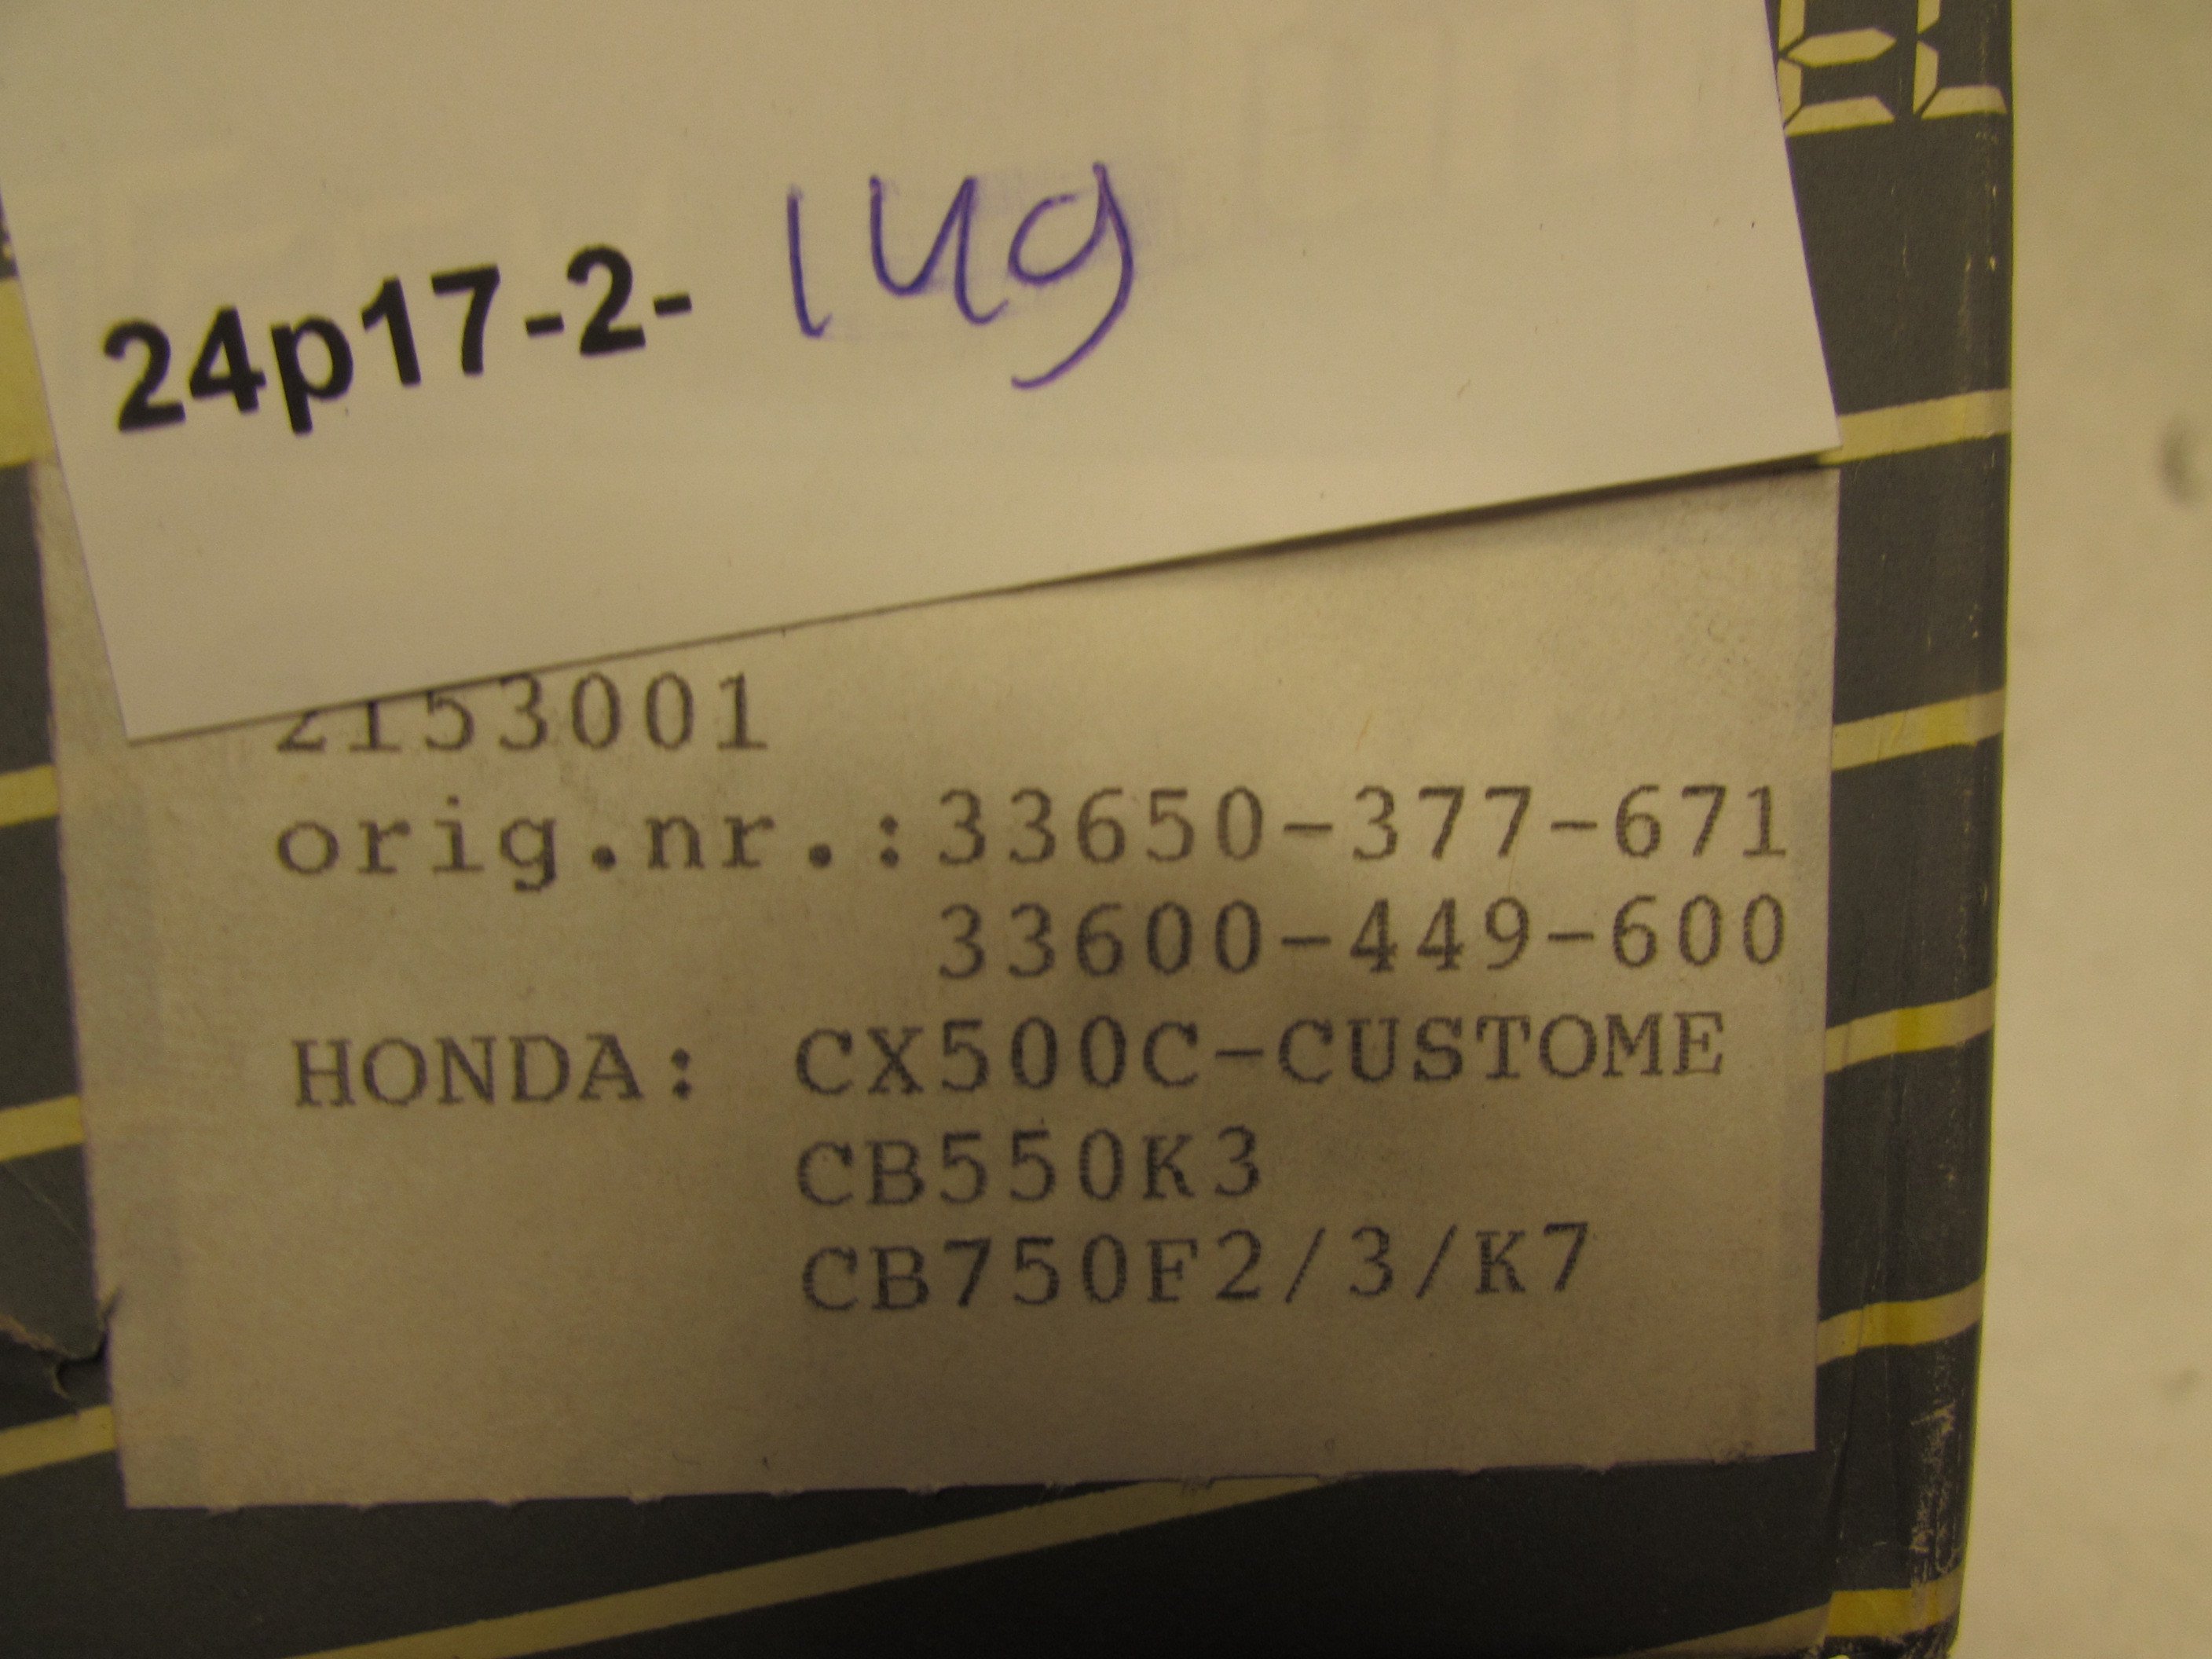 24p17-2- 149
2153001
orig.nr.:33650-377-671
33600-449-600
HONDA: CX500C-CUSTOME
CB550K3
CB750F2/3/K7